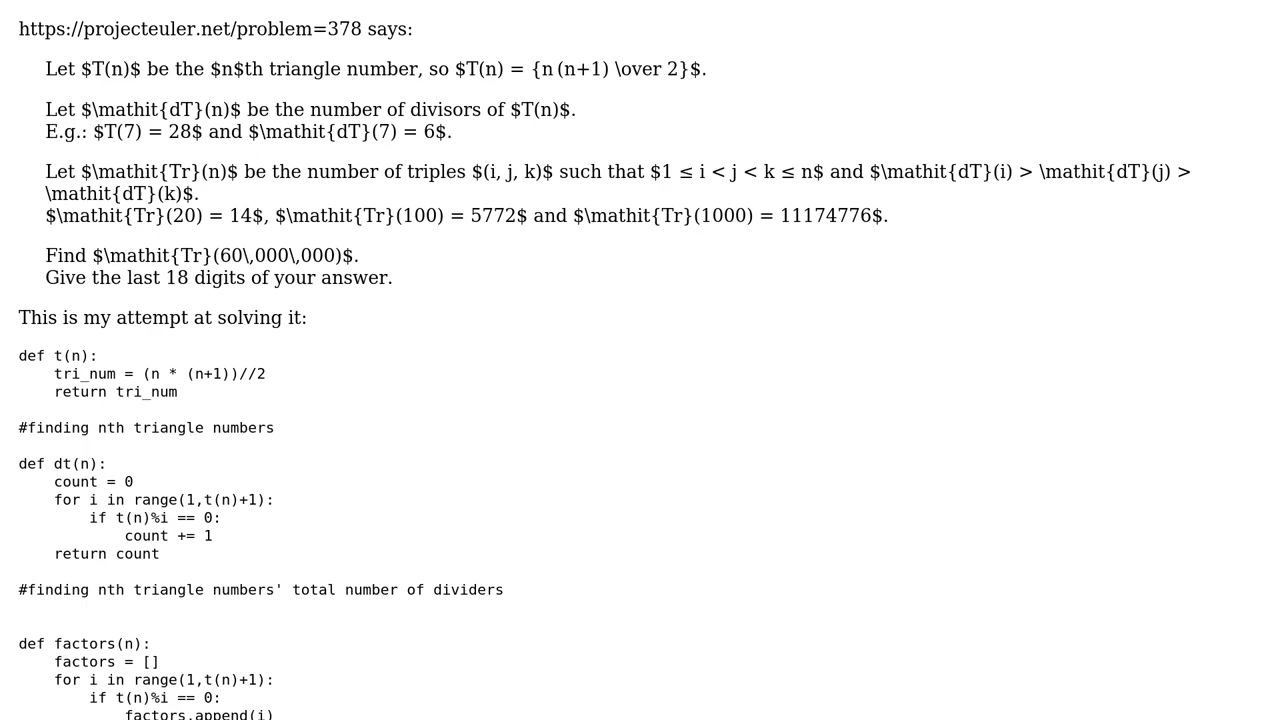 https://projecteuler.net/problem=378 says:
Let $T(n)$ be the $n$th triangle number, so $T(n) = {n (n+1) \over 2}$.
Let $\mathit{dT}(n)$ be the number of divisors of $T(n)$.
E.g.: $T(7) = 28$ and $\mathit{dT}(7) = 6$.
Let $\mathit{Tr}(n)$ be the number of triples $(i, j, k)$ such that $1 ≤ i < j < k ≤ n$ and $\mathit{dT}(i) > \mathit{dT}(j) >
\mathit{dT}(k)$.
$\mathit{Tr}(20) = 14$, $\mathit{Tr}(100) = 5772$ and $\mathit{Tr}(1000) = 11174776$.
Find $\mathit{Tr}(60\,000\,000)$.
Give the last 18 digits of your answer.
This is my attempt at solving it:
def t(n):
    tri_num = (n * (n+1))//2
    return tri_num
#finding nth triangle numbers
def dt(n):
    count = 0
    for i in range(1,t(n)+1):
        if t(n)%i == 0:
            count += 1
    return count
#finding nth triangle numbers' total number of dividers
def factors(n):
    factors = []
    for i in range(1,t(n)+1):
        if t(n)%i == 0:
            factors.append(i)